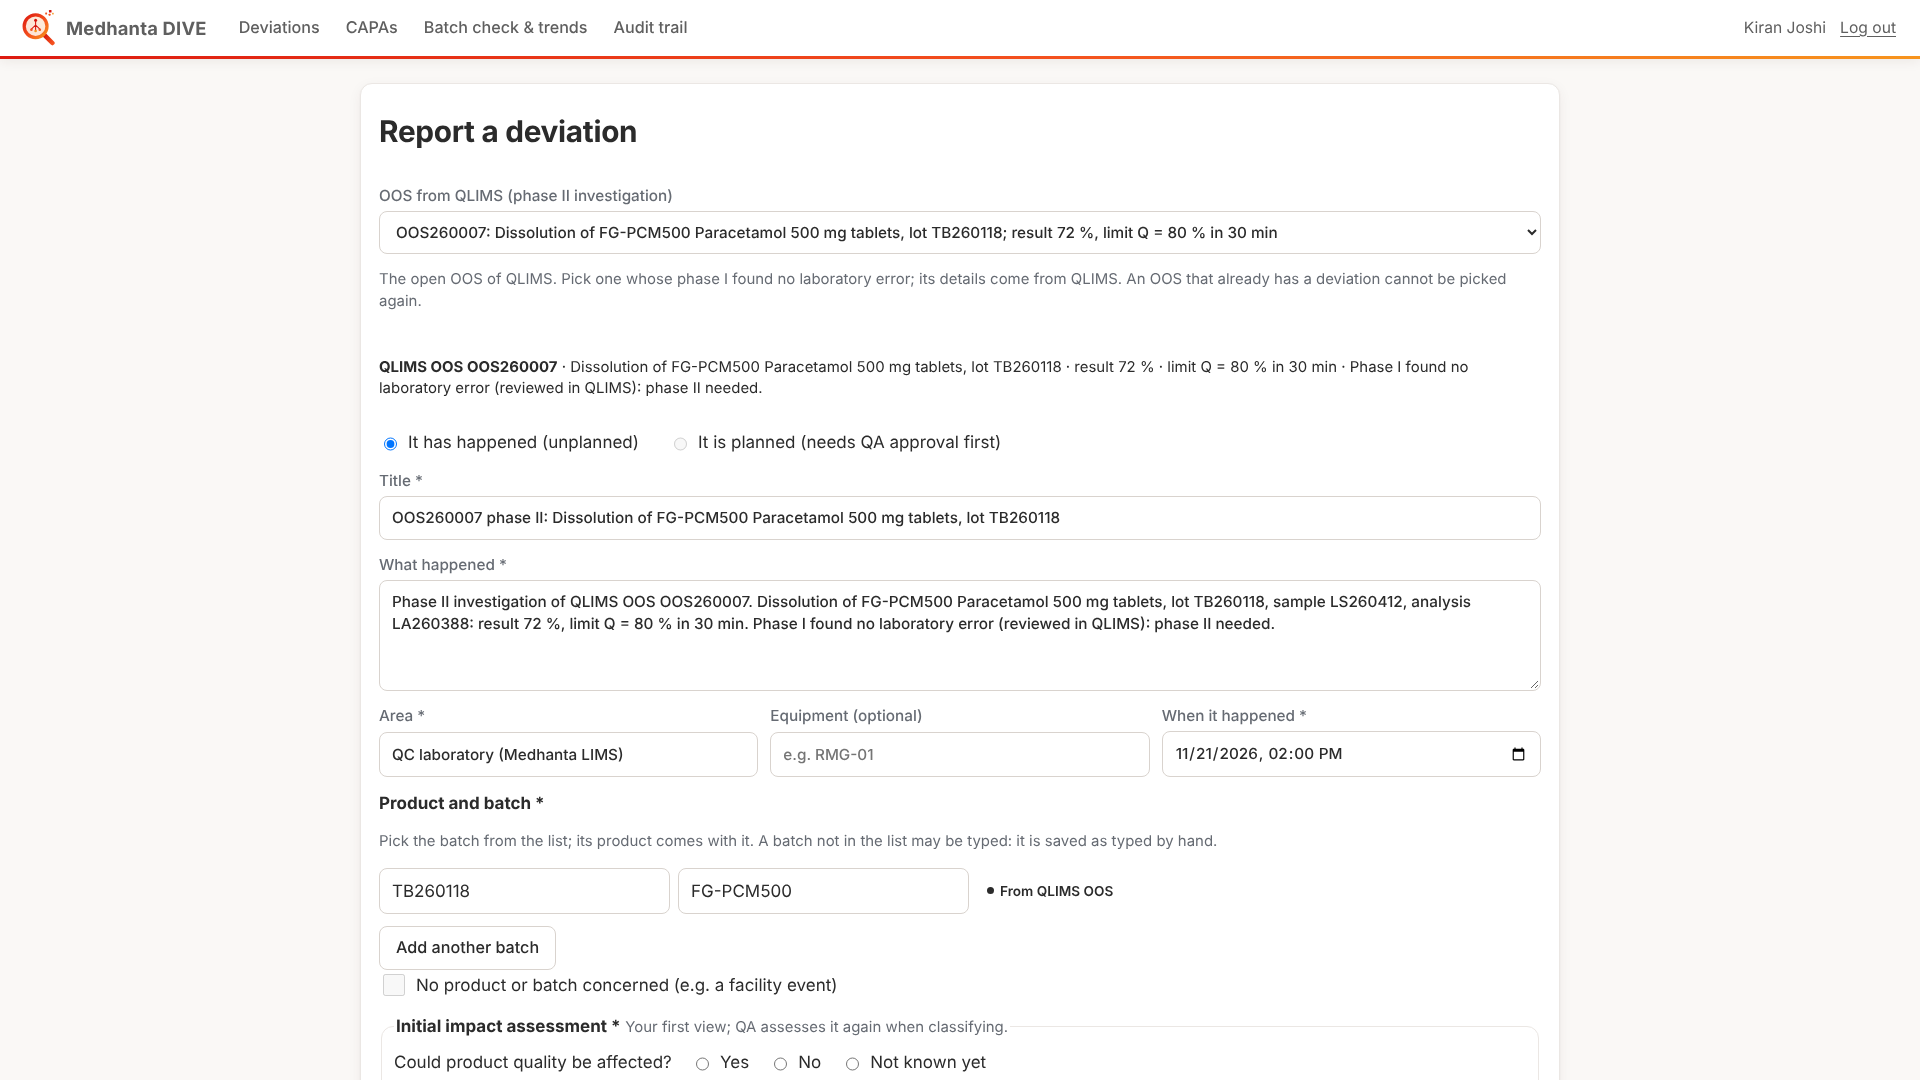 Medhanta DIVE
Deviations
CAPAs
Batch check & trends
Audit trail
Kiran Joshi
Log out
Report a deviation
OOS from QLIMS (phase II investigation)
OOS260007: Dissolution of FG-PCM500 Paracetamol 500 mg tablets, lot TB260118; result 72 %, limit Q = 80 % in 30 min
The open OOS of QLIMS. Pick one whose phase I found no laboratory error; its details come from QLIMS. An OOS that already has a deviation cannot be picked
again.
QLIMS OOS OOS260007 · Dissolution of FG-PCM500 Paracetamol 500 mg tablets, lot TB260118 · result 72 % · limit Q = 80 % in 30 min · Phase I found no
laboratory error (reviewed in QLIMS): phase II needed.
It has happened (unplanned)
It is planned (needs QA approval first)
Title *
OOS260007 phase II: Dissolution of FG-PCM500 Paracetamol 500 mg tablets, lot TB260118
What happened *
Phase II investigation of QLIMS OOS OOS260007. Dissolution of FG-PCM500 Paracetamol 500 mg tablets, lot TB260118, sample LS260412, analysis
LA260388: result 72 %, limit Q = 80 % in 30 min. Phase I found no laboratory error (reviewed in QLIMS): phase II needed.
Area *
Equipment (optional)
When it happened *
QC laboratory (Medhanta LIMS)
e.g. RMG-01
11/21/2026, 02:00 PM
Product and batch *
Pick the batch from the list; its product comes with it. A batch not in the list may be typed: it is saved as typed by hand.
TB260118
FG-PCM500
From QLIMS OOS
Add another batch
No product or batch concerned (e.g. a facility event)
Initial impact assessment * Your first view; QA assesses it again when classifying.
Could product quality be affected?
Yes
No
Not known yet